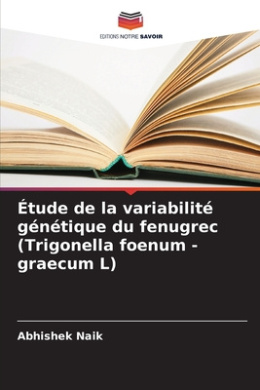 EDITIONS NOTRE SAVOIR
Étude de la variabilité
génétique du fenugrec
(Trigonella foenum -
graecum L)
Abhishek Naik